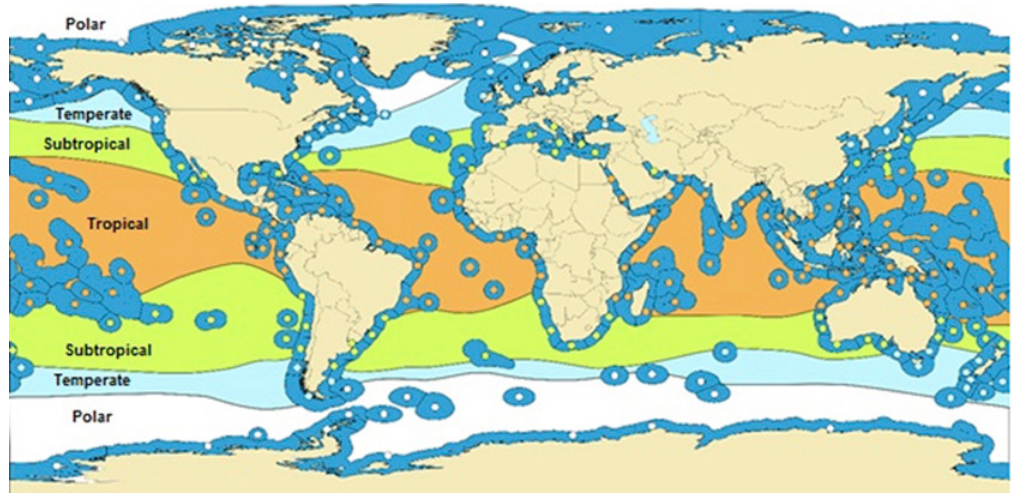 Polar
Temperate
Subtropical
Tropical
Subtropical
Temperate
Polar